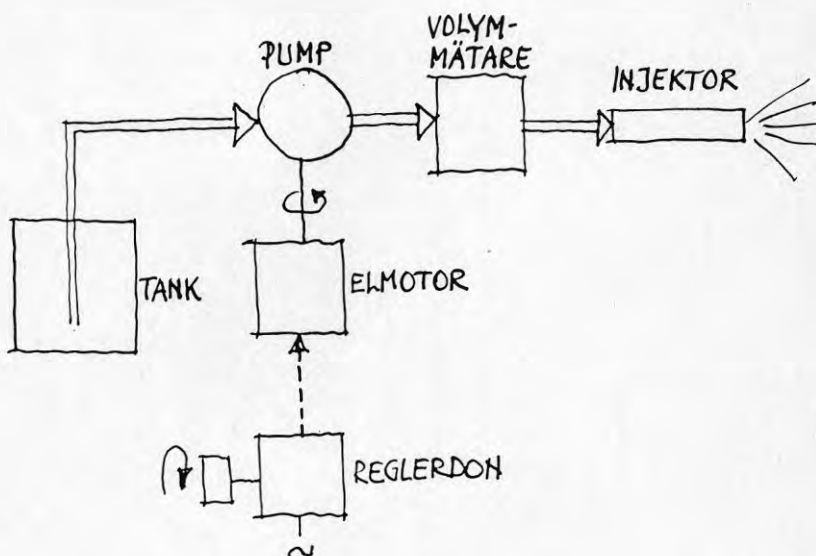 PUMP
VOLYM-
MÄTARE
INJEKTOR
TANK
ELMOTOR
REGLERDON
~